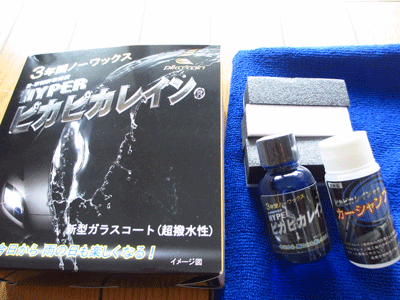 3年間ノーワックス
HYPER
ピカピカレイン®
新型ガラスコート(超撥水性)
今日から 雨の日も楽しくなる!
イメージ図
3年間ノーワックス
HYPER
ピカピカレイン
カーシャンプ